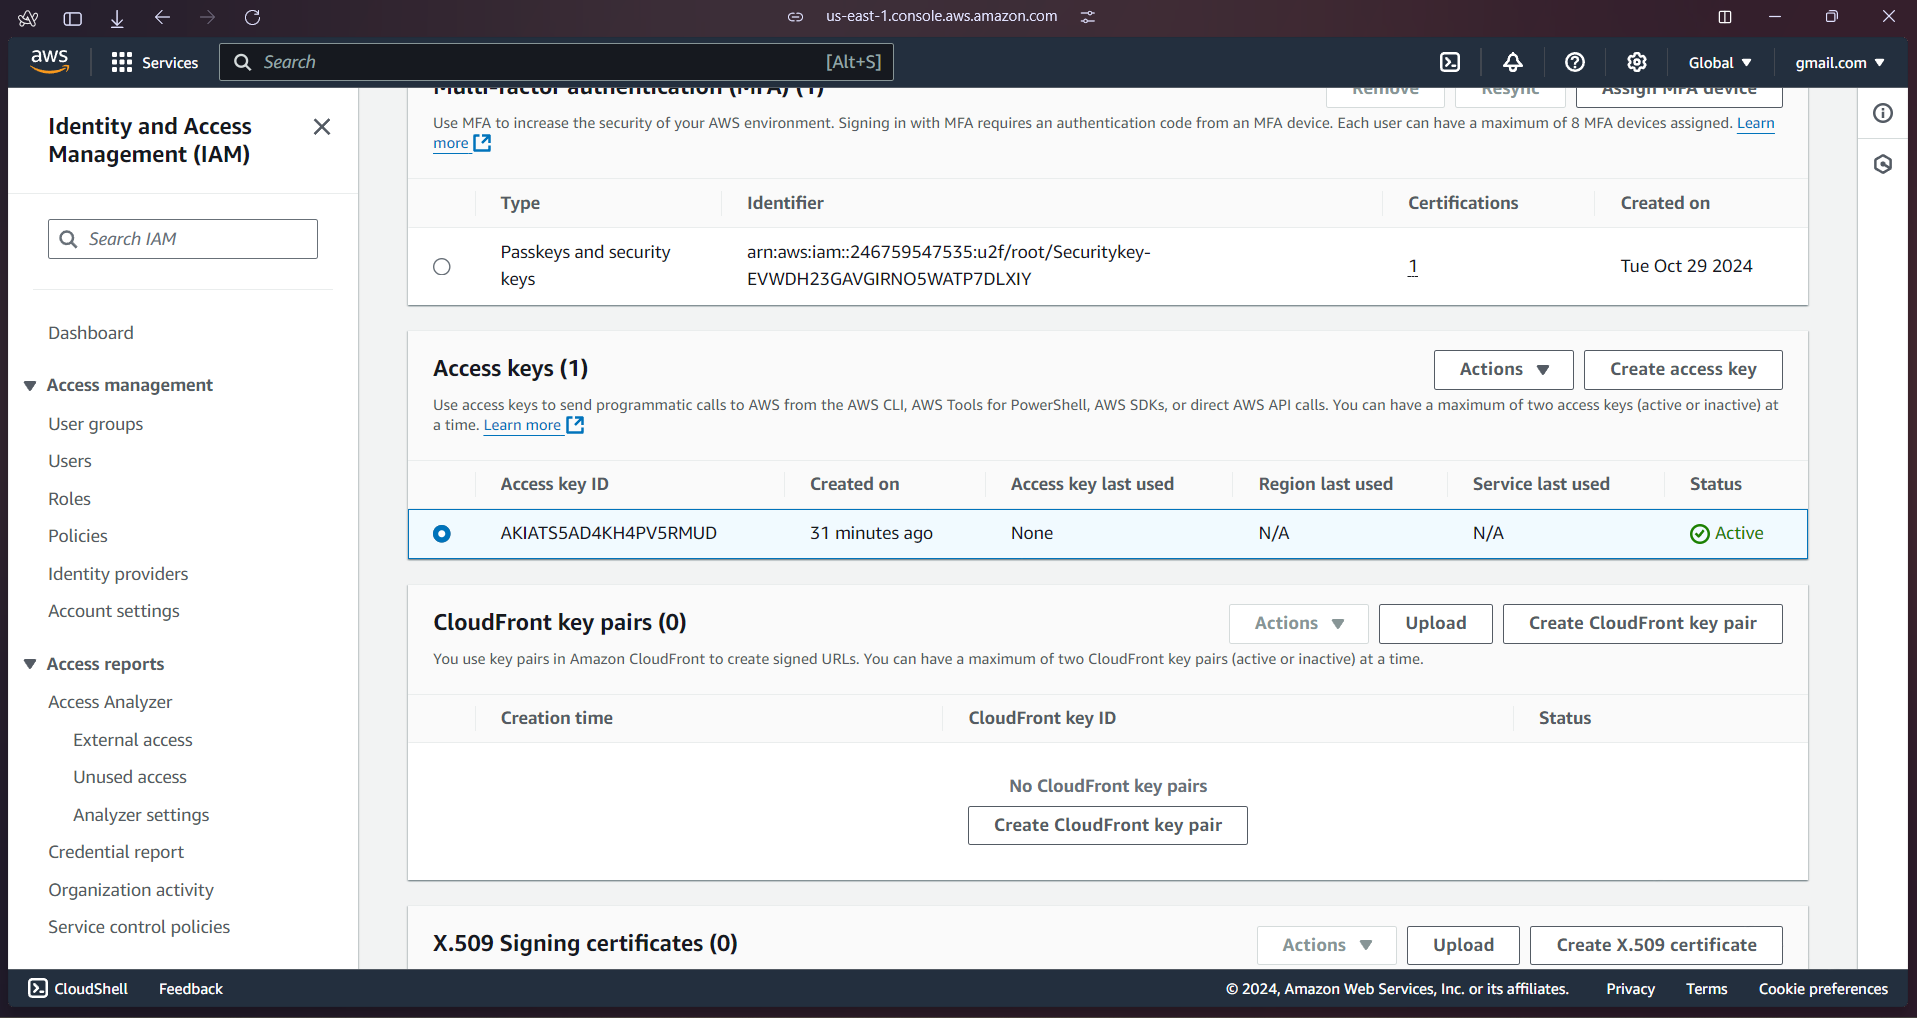 us-east-1.console.aws.amazon.com
aws
Services
Search
[Alt+S]
Global
gmail.com
Identity and Access
Management (IAM)
Search IAM
Dashboard
Access management
User groups
Users
Roles
Policies
Identity providers
Account settings
Access reports
Access Analyzer
External access
Unused access
Analyzer settings
Credential report
Organization activity
Service control policies
Multi-factor authentication (MFA) (1)
Remove
Resync
Assign MFA device
Use MFA to increase the security of your AWS environment. Signing in with MFA requires an authentication code from an MFA device. Each user can have a maximum of 8 MFA devices assigned. Learn
more
Type Identifier Certifications Created on
Passkeys and security
keys
arn:aws:iam::246759547535:u2f/root/Securitykey-
EVWDH23GAVGIRNO5WATP7DLXIY
1
Tue Oct 29 2024
Access keys (1)
Actions
Create access key
Use access keys to send programmatic calls to AWS from the AWS CLI, AWS Tools for PowerShell, AWS SDKs, or direct AWS API calls. You can have a maximum of two access keys (active or inactive) at
a time. Learn more
Access key ID Created on Access key last used Region last used Service last used Status
AKIATS5AD4KH4PV5RMUD 31 minutes ago None N/A N/A Active
CloudFront key pairs (0)
Actions
Upload
Create CloudFront key pair
You use key pairs in Amazon CloudFront to create signed URLs. You can have a maximum of two CloudFront key pairs (active or inactive) at a time.
Creation time CloudFront key ID Status
No CloudFront key pairs
Create CloudFront key pair
X.509 Signing certificates (0)
Actions
Upload
Create X.509 certificate
CloudShell
Feedback
© 2024, Amazon Web Services, Inc. or its affiliates.
Privacy
Terms
Cookie preferences